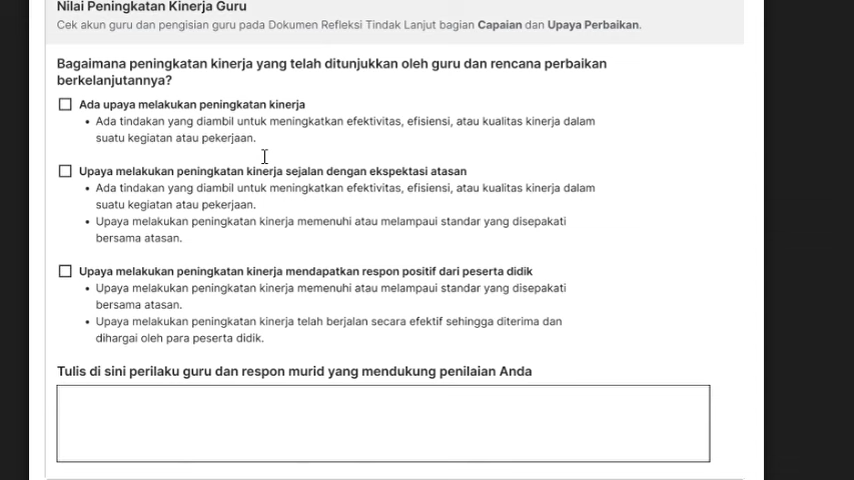 Nilai Peningkatan Kinerja Guru
Cek akun guru dan pengisian guru pada Dokumen Refleksi Tindak Lanjut bagian Capaian dan Upaya Perbaikan.
Bagaimana peningkatan kinerja yang telah ditunjukkan oleh guru dan rencana perbaikan
berkelanjutannya?
Ada upaya melakukan peningkatan kinerja
• Ada tindakan yang diambil untuk meningkatkan efektivitas, efisiensi, atau kualitas kinerja dalam
suatu kegiatan atau pekerjaan.
Upaya melakukan peningkatan kinerja sejalan dengan ekspektasi atasan
• Ada tindakan yang diambil untuk meningkatkan efektivitas, efisiensi, atau kualitas kinerja dalam
suatu kegiatan atau pekerjaan.
• Upaya melakukan peningkatan kinerja memenuhi atau melampaui standar yang disepakati
bersama atasan.
Upaya melakukan peningkatan kinerja mendapatkan respon positif dari peserta didik
• Upaya melakukan peningkatan kinerja memenuhi atau melampaui standar yang disepakati
bersama atasan.
• Upaya melakukan peningkatan kinerja telah berjalan secara efektif sehingga diterima dan
dihargai oleh para peserta didik.
Tulis di sini perilaku guru dan respon murid yang mendukung penilaian Anda